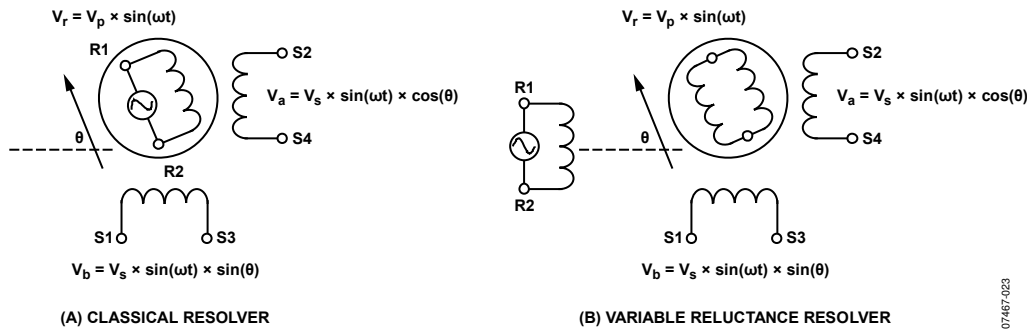 V_r = V_p × sin(ωt)
R1
S2
V_a = V_s × sin(ωt) × cos(θ)
θ
S4
R2
S1
S3
V_b = V_s × sin(ωt) × sin(θ)
(A) CLASSICAL RESOLVER
V_r = V_p × sin(ωt)
S2
R1
V_a = V_s × sin(ωt) × cos(θ)
θ
S4
R2
S1
S3
V_b = V_s × sin(ωt) × sin(θ)
(B) VARIABLE RELUCTANCE RESOLVER
07467-023